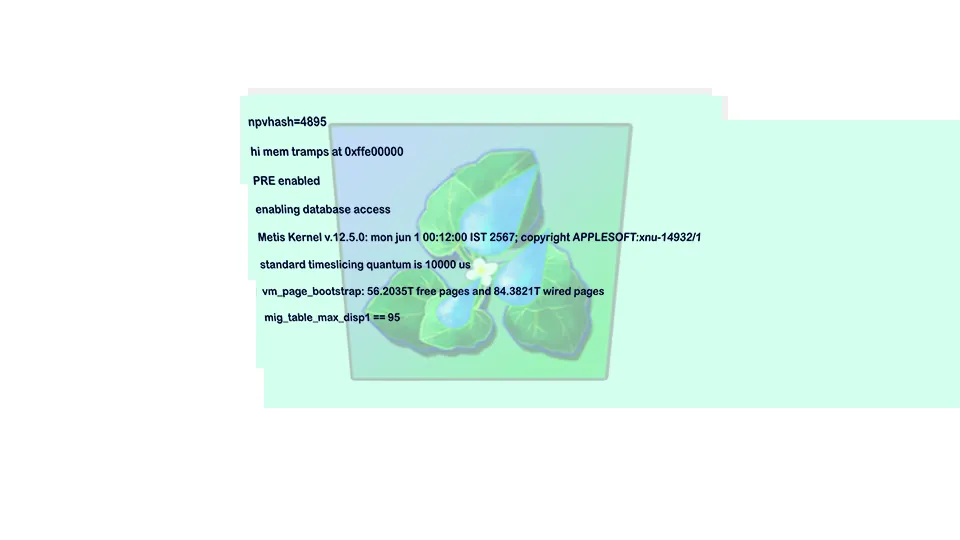 npvhash=4895
hi mem tramps at 0xffe00000
PRE enabled
enabling database access
Metis Kernel v.12.5.0: mon jun 1 00:12:00 IST 2567; copyright APPLESOFT:xnu-14932/1
standard timeslicing quantum is 10000 us
vm_page_bootstrap: 56.2035T free pages and 84.3821T wired pages
mig_table_max_disp1 == 95